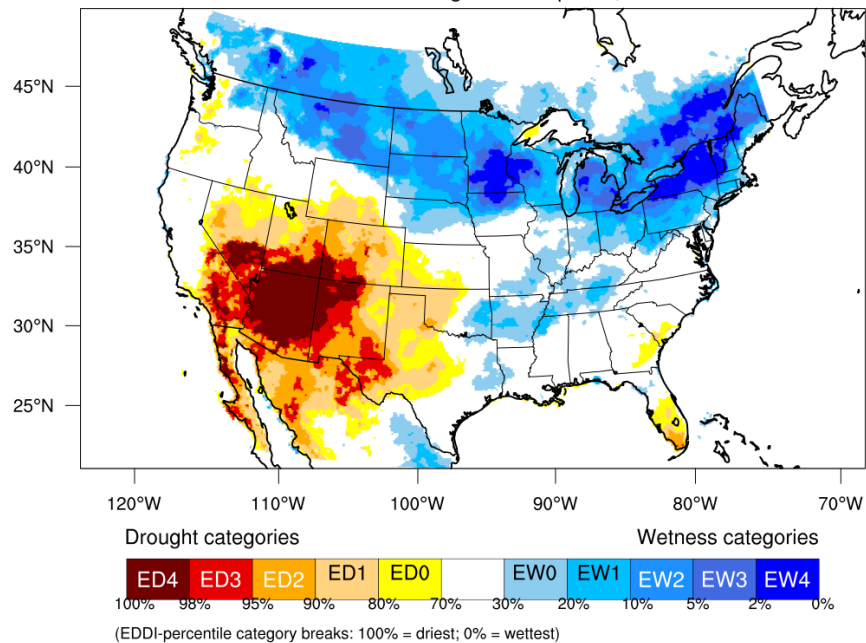 45°N
40°N
35°N
30°N
25°N
120°W 110°W 100°W 90°W 80°W 70°W
Drought categories Wetness categories
ED4 ED3 ED2 ED1 ED0 EW0 EW1 EW2 EW3 EW4
100% 98% 95% 90% 80% 70% 30% 20% 10% 5% 2% 0%
(EDDI-percentile category breaks: 100% = driest; 0% = wettest)